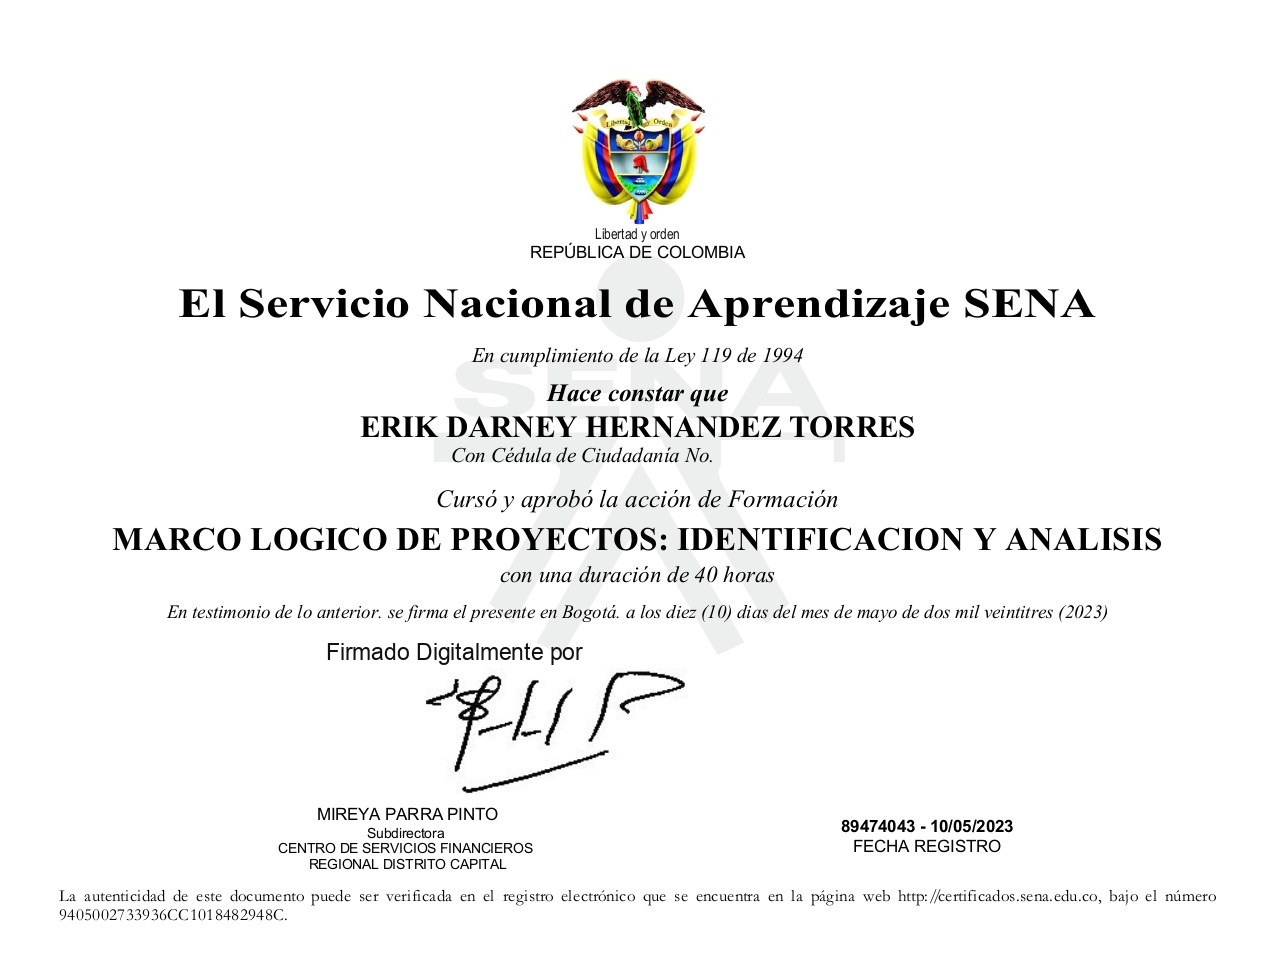 Libertad y Orden
Libertad y orden
REPÚBLICA DE COLOMBIA
El Servicio Nacional de Aprendizaje SENA
En cumplimiento de la Ley 119 de 1994
SENA
Hace constar que
ERIK DARNEY HERNANDEZ TORRES
Con Cédula de Ciudadanía No.
Cursó y aprobó la acción de Formación
MARCO LOGICO DE PROYECTOS: IDENTIFICACION Y ANALISIS
con una duración de 40 horas
En testimonio de lo anterior. se firma el presente en Bogotá. a los diez (10) dias del mes de mayo de dos mil veintitres (2023)
Firmado Digitalmente por
MIREYA PARRA PINTO
Subdirectora
CENTRO DE SERVICIOS FINANCIEROS
REGIONAL DISTRITO CAPITAL
89474043 - 10/05/2023
FECHA REGISTRO
La autenticidad de este documento puede ser verificada en el registro electrónico que se encuentra en la página web http://certificados.sena.edu.co, bajo el número
9405002733936CC1018482948C.